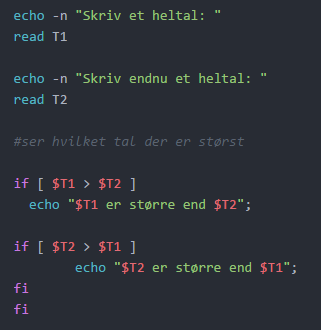 echo -n "Skriv et heltal: "
read T1
echo -n "Skriv endnu et heltal: "
read T2
#ser hvilket tal der er størst
if [ $T1 > $T2 ]
echo "$T1 er større end $T2";
if [ $T2 > $T1 ]
echo "$T2 er større end $T1";
fi
fi